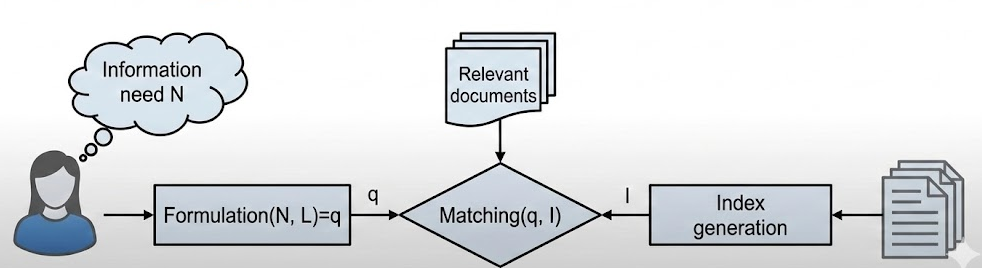 Information
need N
Relevant
documents
Formulation(N, L)=q
q
Matching(q, I)
I
Index
generation